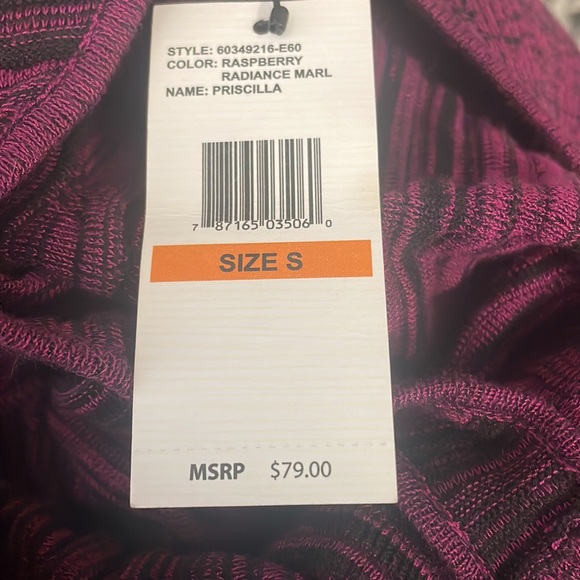 STYLE: 60349216-E60
COLOR: RASPBERRY
RADIANCE MARL
NAME: PRISCILLA
7 87165 03506 0
SIZE S
MSRP $79.00